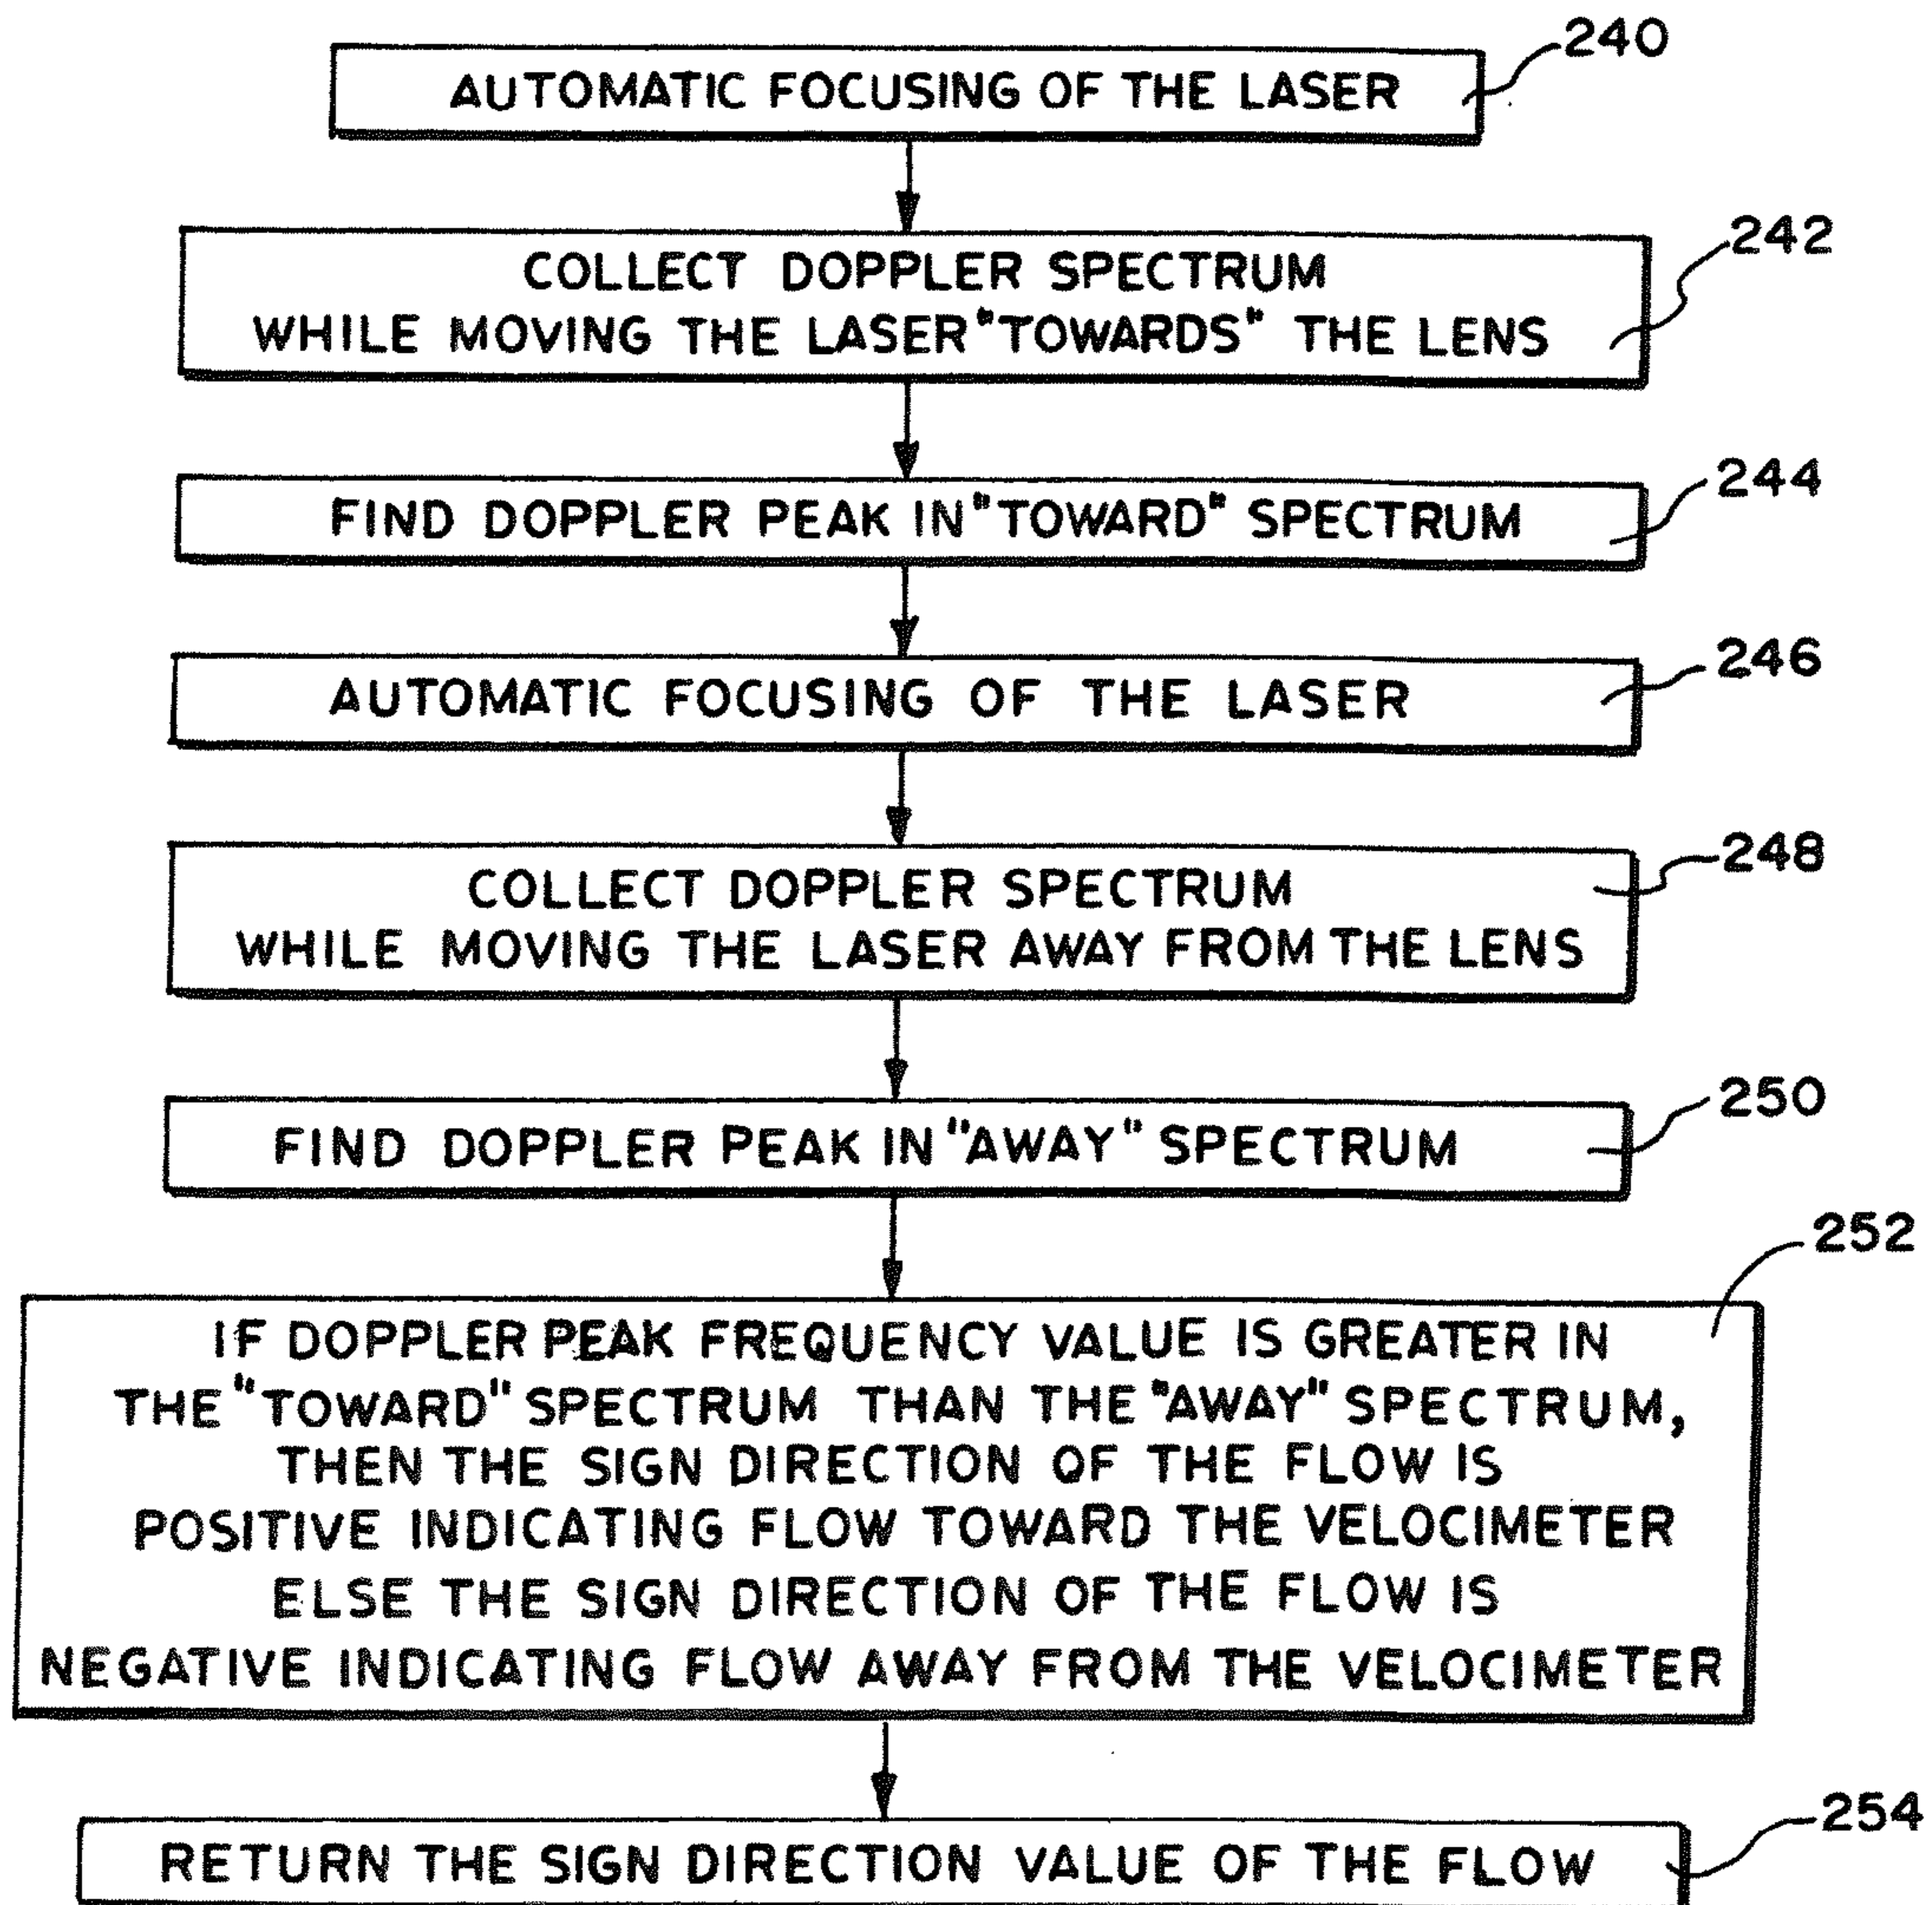 240
AUTOMATIC FOCUSING OF THE LASER
242
COLLECT DOPPLER SPECTRUM
WHILE MOVING THE LASER "TOWARDS" THE LENS
244
FIND DOPPLER PEAK IN "TOWARD" SPECTRUM
246
AUTOMATIC FOCUSING OF THE LASER
248
COLLECT DOPPLER SPECTRUM
WHILE MOVING THE LASER AWAY FROM THE LENS
250
FIND DOPPLER PEAK IN "AWAY" SPECTRUM
252
IF DOPPLER PEAK FREQUENCY VALUE IS GREATER IN
THE "TOWARD" SPECTRUM THAN THE "AWAY" SPECTRUM,
THEN THE SIGN DIRECTION OF THE FLOW IS
POSITIVE INDICATING FLOW TOWARD THE VELOCIMETER
ELSE THE SIGN DIRECTION OF THE FLOW IS
NEGATIVE INDICATING FLOW AWAY FROM THE VELOCIMETER
254
RETURN THE SIGN DIRECTION VALUE OF THE FLOW